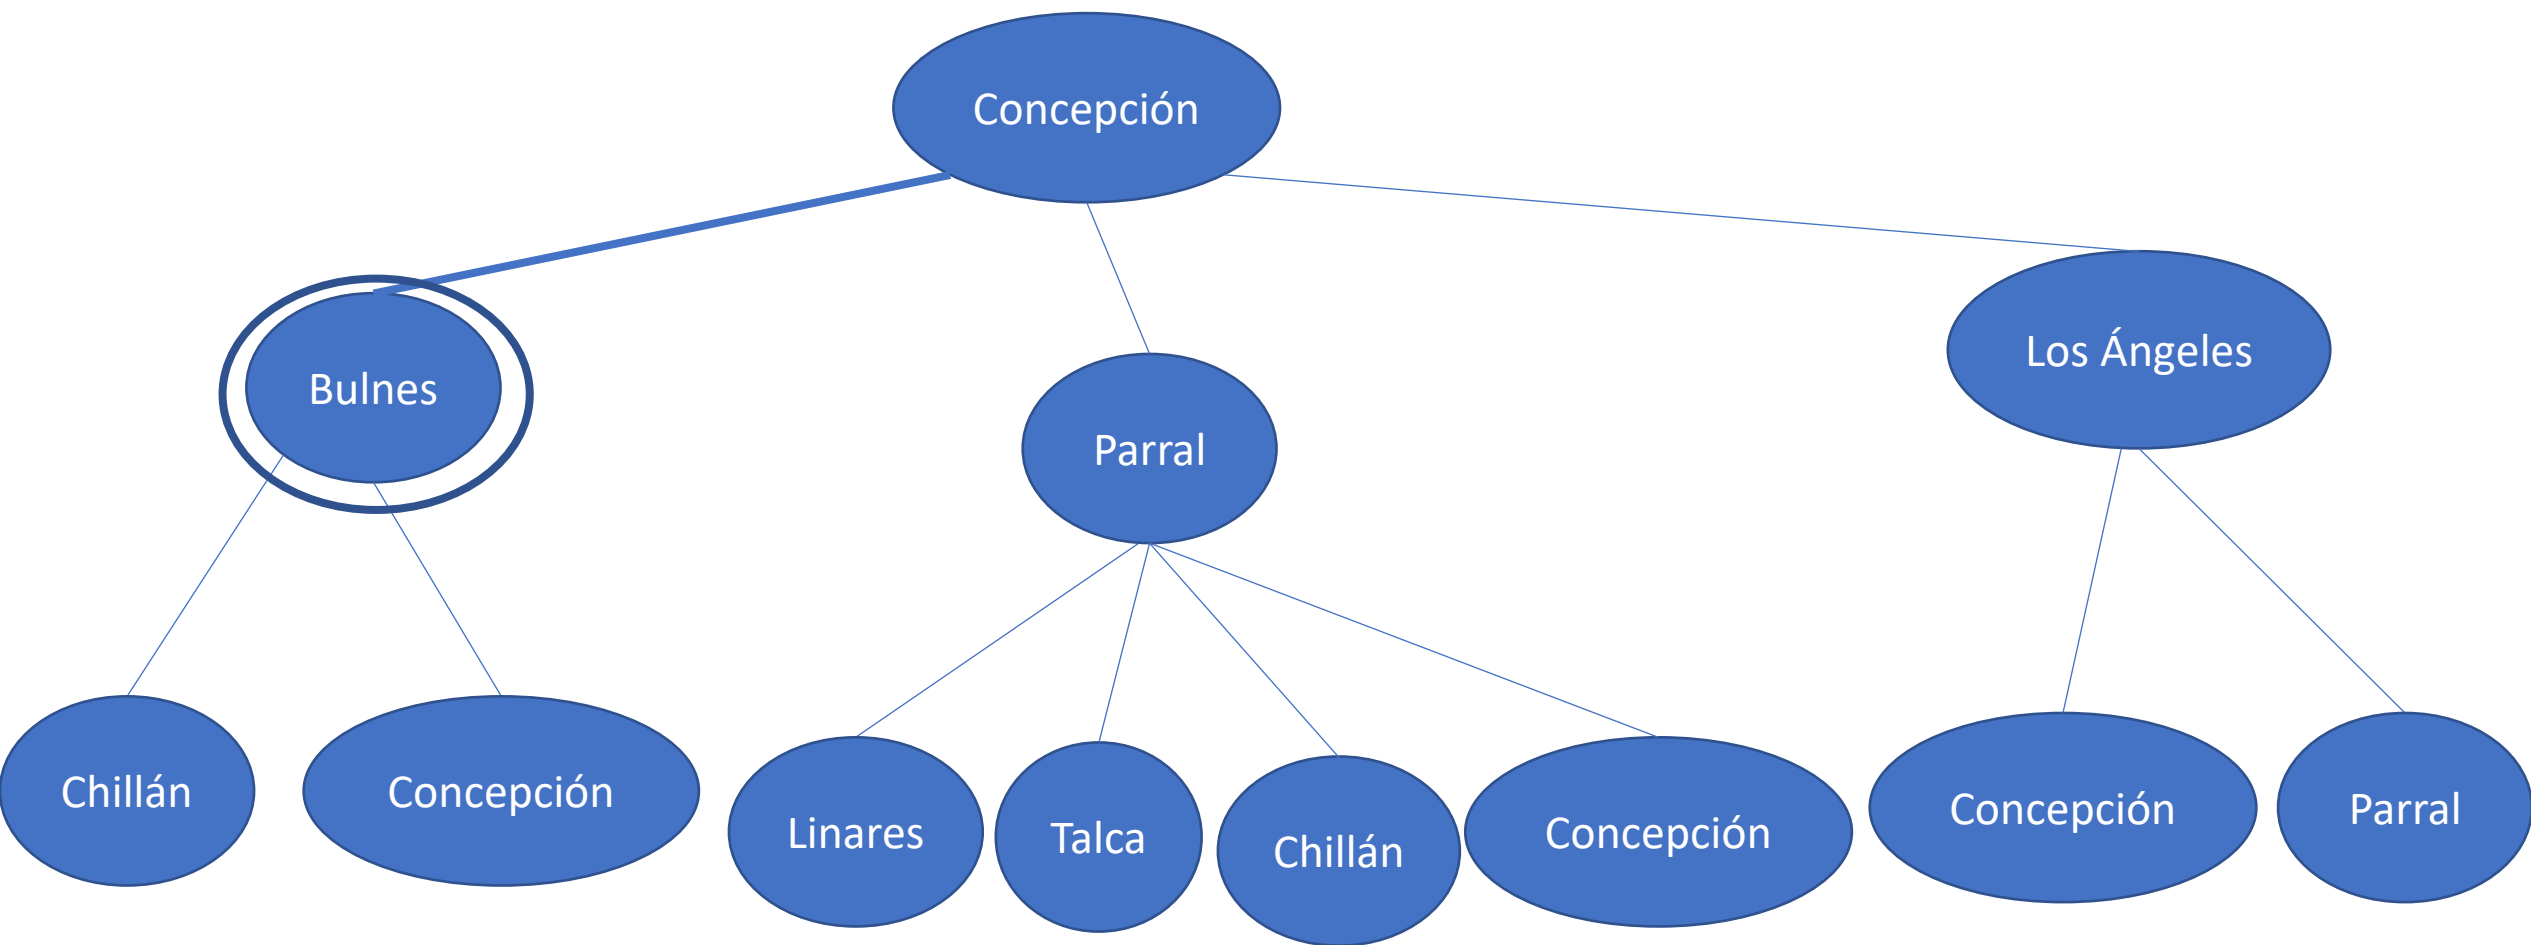 Concepción
Bulnes
Parral
Los Ángeles
Chillán
Concepción
Linares
Talca
Chillán
Concepción
Concepción
Parral